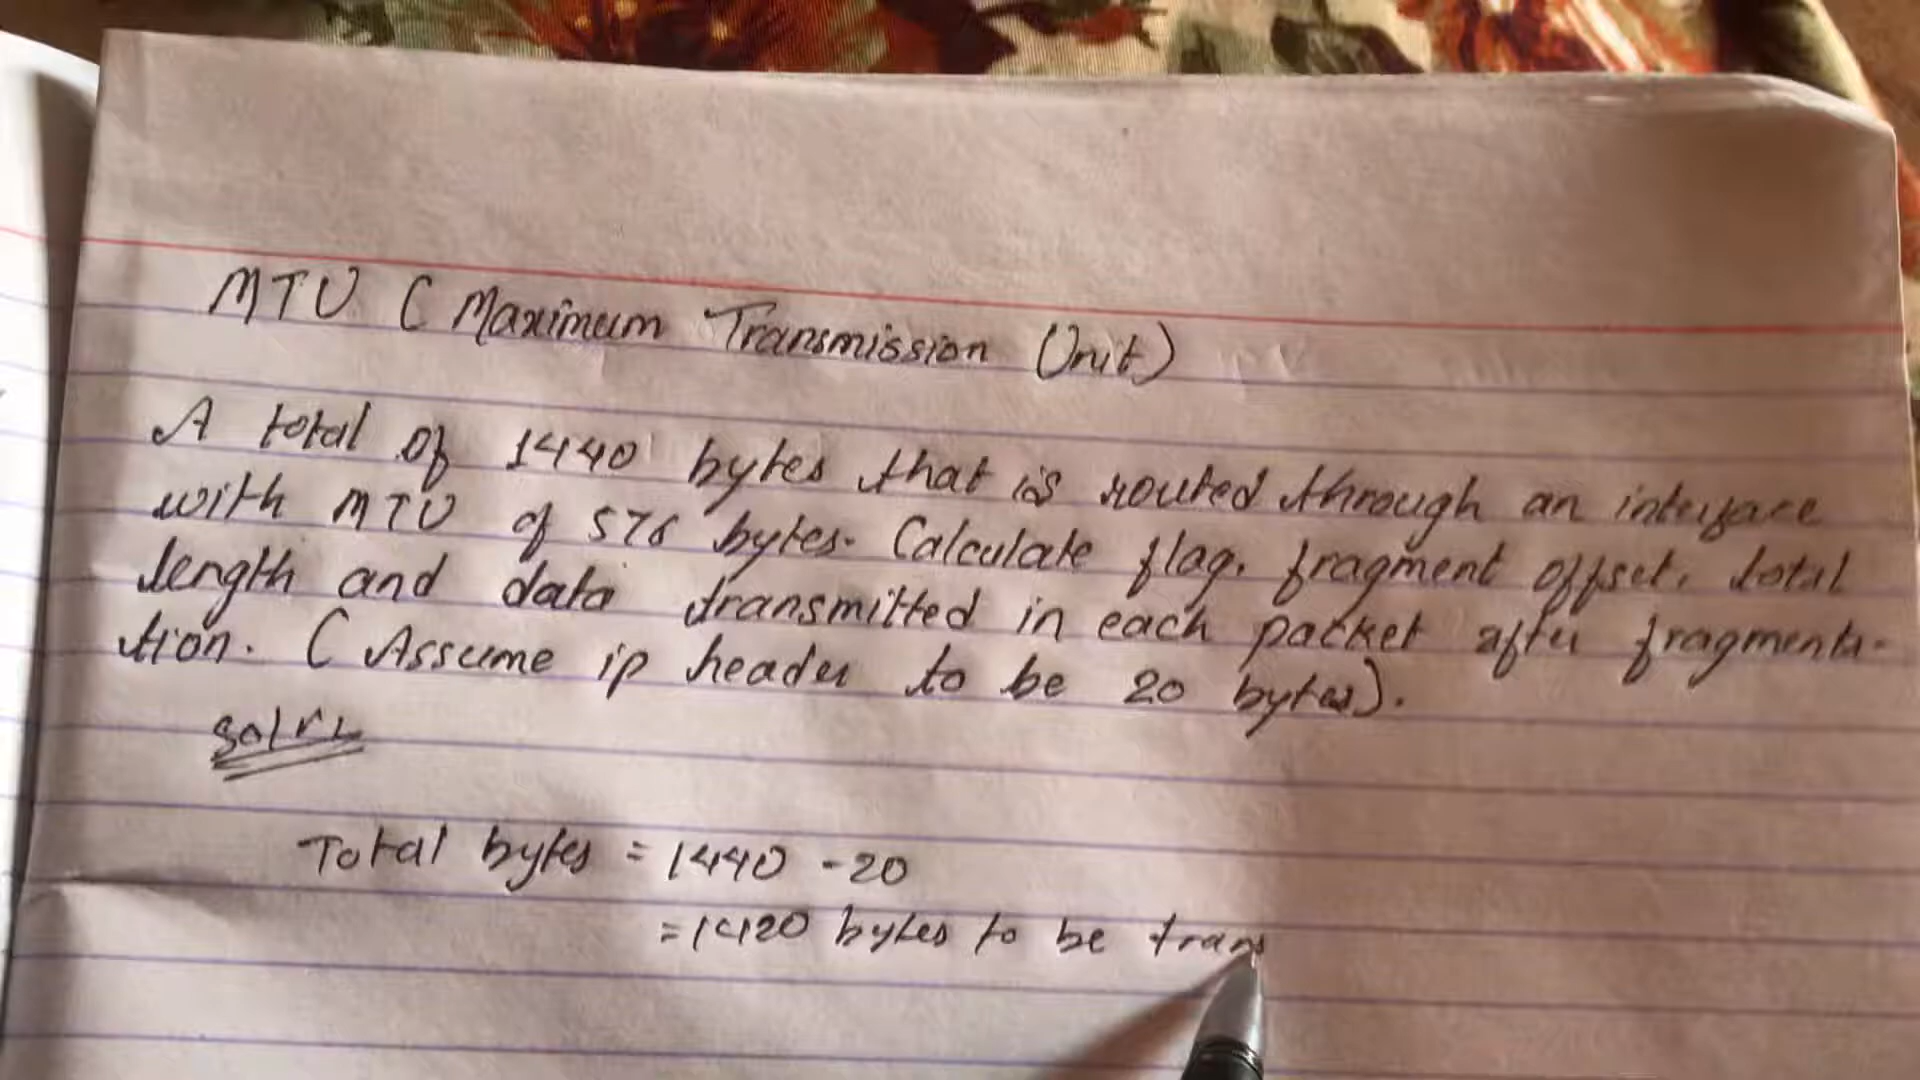 MTU ( Maximum Transmission Unit)
A total of 1440 bytes that is routed through an interface
with MTU of 576 bytes. Calculate flag, fragment offset, total
length and data transmitted in each packet after fragmenta-
tion. ( Assume ip header to be 20 bytes).
Total bytes = 1440 - 20
= 1420 bytes to be trans